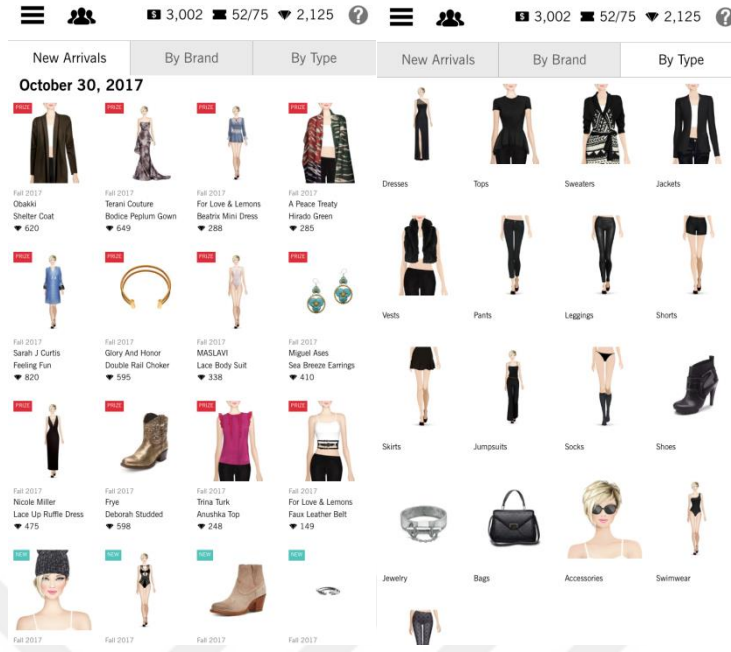 $ 3,002 52/75 2,125 ?
New Arrivals By Brand By Type
October 30, 2017
PRIZE PRIZE PRIZE PRIZE
Fall 2017 Fall 2017 Fall 2017 Fall 2017
Obakki Terani Couture For Love & Lemons A Peace Treaty
Shelter Coat Bodice Peplum Gown Beatrix Mini Dress Hirado Green
620 649 288 285
PRIZE PRIZE PRIZE PRIZE
Fall 2017 Fall 2017 Fall 2017 Fall 2017
Sarah J Curtis Glory And Honor MASLAVI Miguel Ases
Feeling Fun Double Rail Choker Lace Body Suit Sea Breeze Earrings
820 595 338 410
PRIZE PRIZE PRIZE PRIZE
Fall 2017 Fall 2017 Fall 2017 Fall 2017
Nicole Miller Frye Trina Turk For Love & Lemons
Lace Up Ruffle Dress Deborah Studded Anushka Top Faux Leather Belt
475 598 248 149
NEW NEW NEW NEW
Fall 2017 Fall 2017 Fall 2017 Fall 2017
$ 3,002 52/75 2,125 ?
New Arrivals By Brand By Type
Dresses Tops Sweaters Jackets
Vests Pants Leggings Shorts
Skirts Jumpsuits Socks Shoes
Jewelry Bags Accessories Swimwear